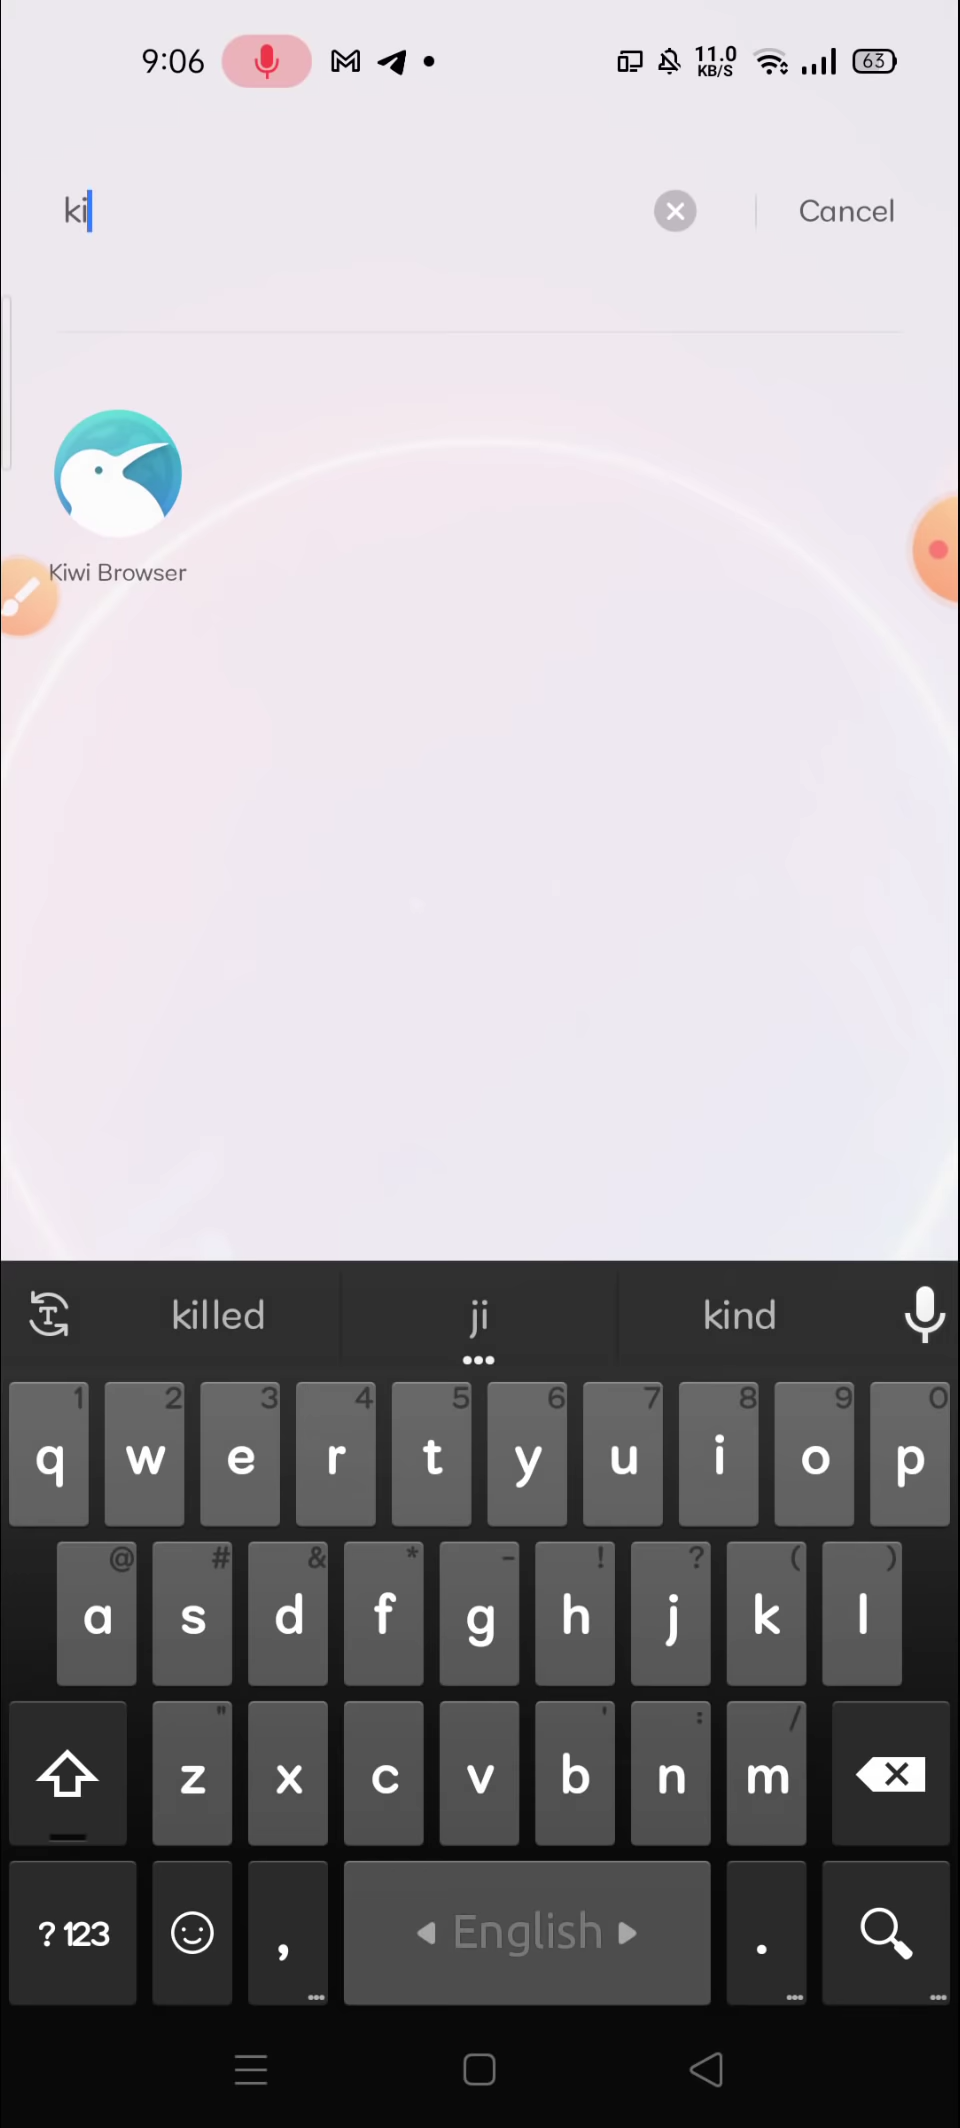 9:06 11.0 KB/S 63
ki Cancel
Kiwi Browser
killed ji kind
1 2 3 4 5 6 7 8 9 0
q w e r t y u i o p
@ # & * - ! ? ( )
a s d f g h j k l
" ' : /
z x c v b n m
?123 , English .